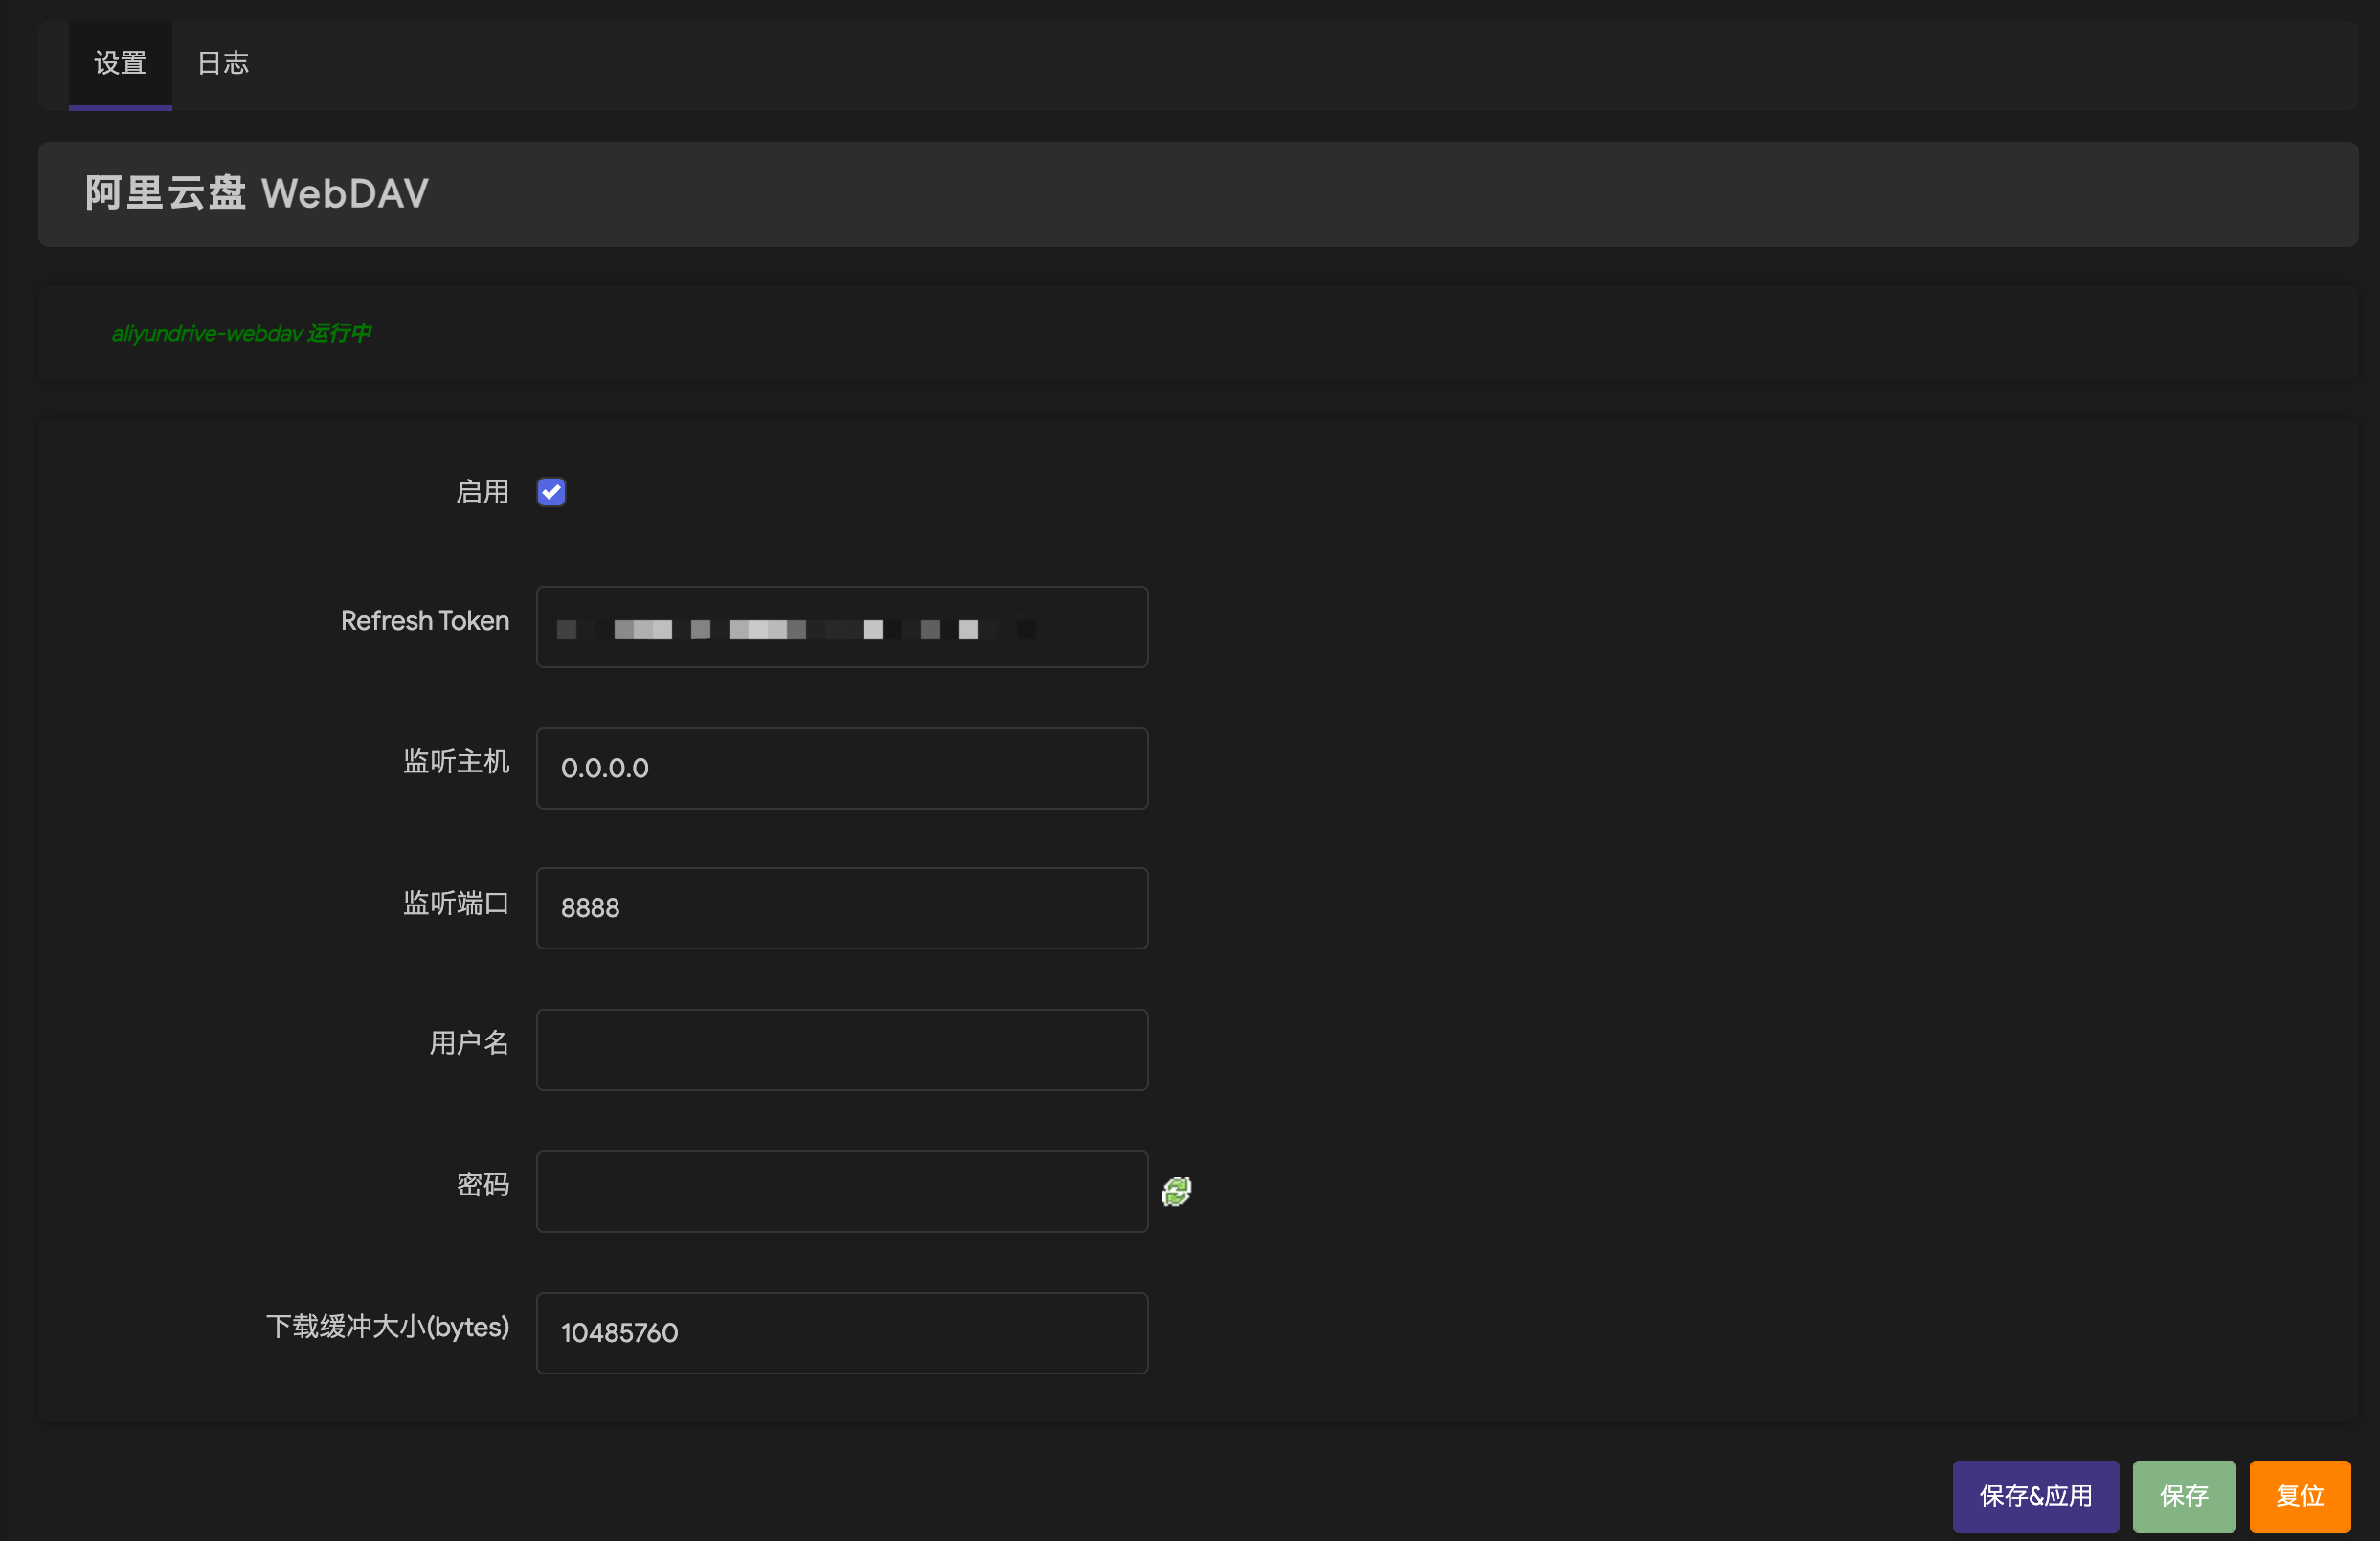 设置 日志
阿里云盘 WebDAV
aliyundrive-webdav 运行中
启用
Refresh Token
监听主机 0.0.0.0
监听端口 8888
用户名
密码
下载缓冲大小(bytes) 10485760
保存&应用 保存 复位